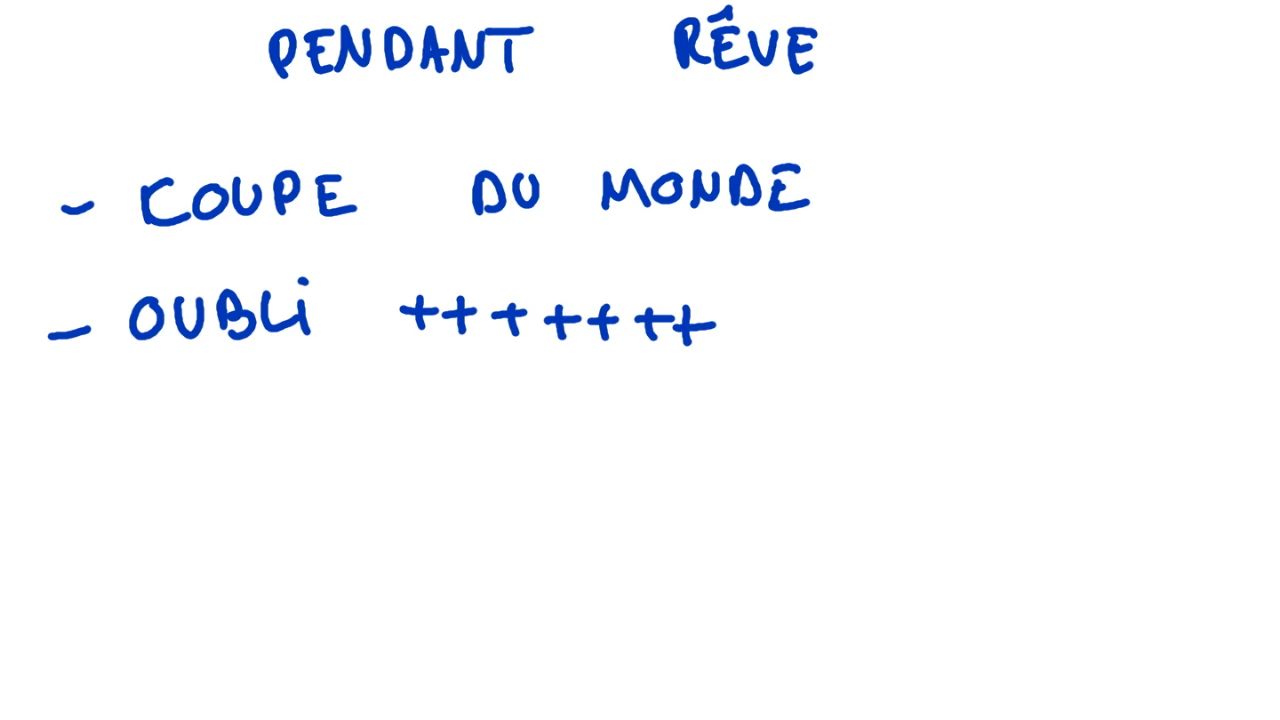 PENDANT RÊVE
- COUPE DU MONDE
- OUBLi +++++++